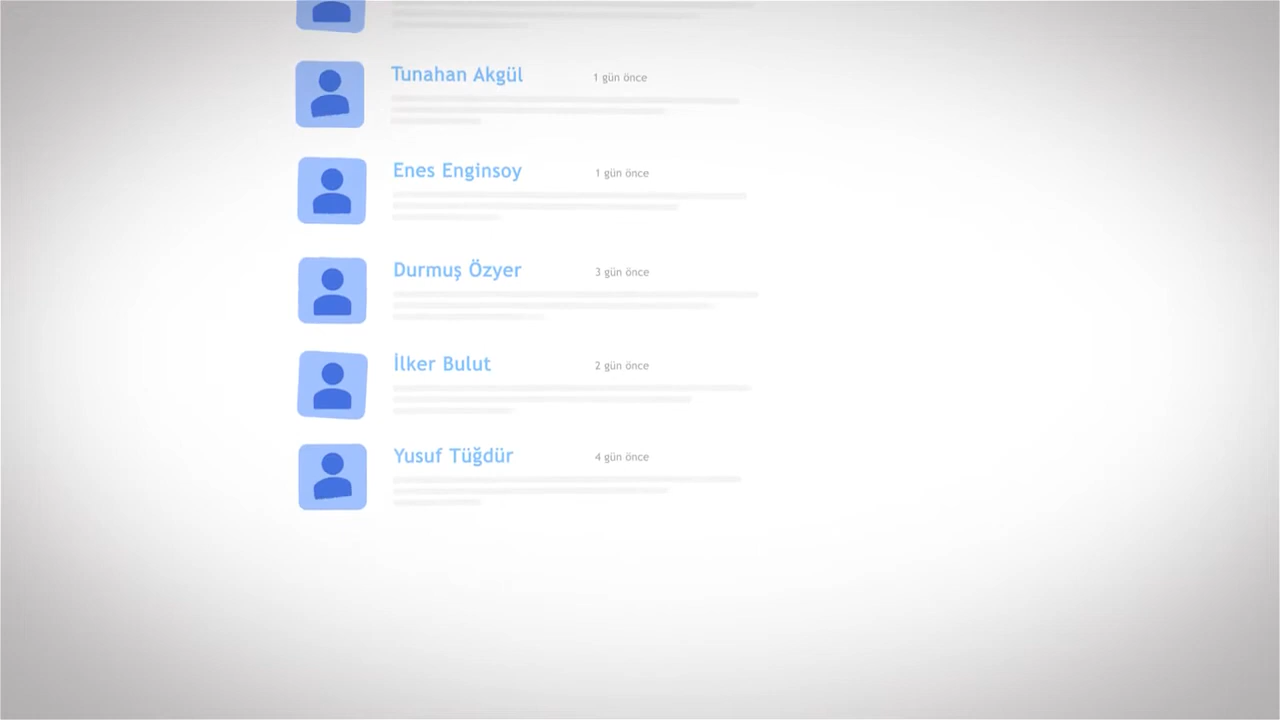 Tunahan Akgül 1 gün önce
Enes Enginsoy 1 gün önce
Durmuş Özyer 3 gün önce
İlker Bulut 2 gün önce
Yusuf Tüğdür 4 gün önce